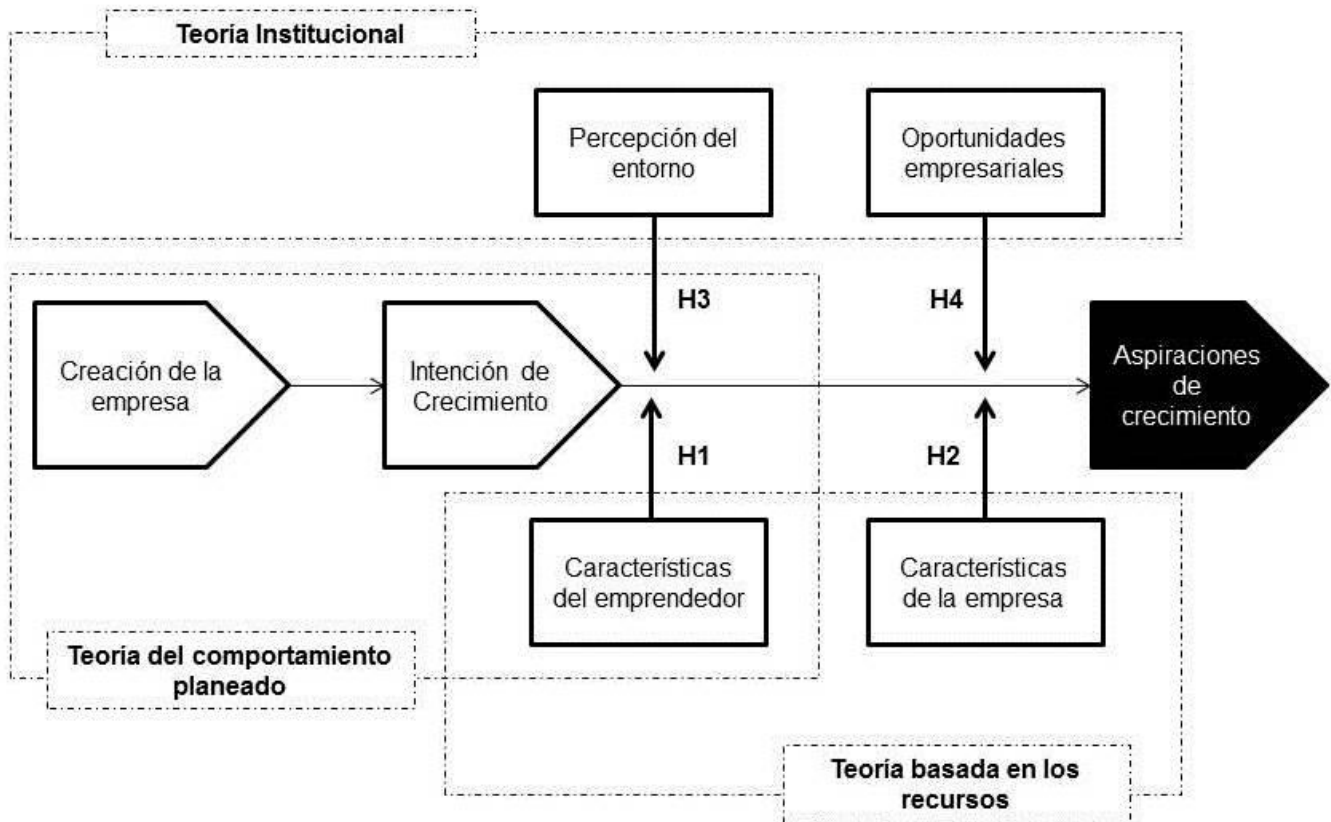 Teoría Institucional
Percepción del
entorno
Oportunidades
empresariales
H3
H4
Creación de la
empresa
Intención de
Crecimiento
Aspiraciones
de
crecimiento
H1
H2
Características
del emprendedor
Características
de la empresa
Teoría del comportamiento
planeado
Teoría basada en los
recursos